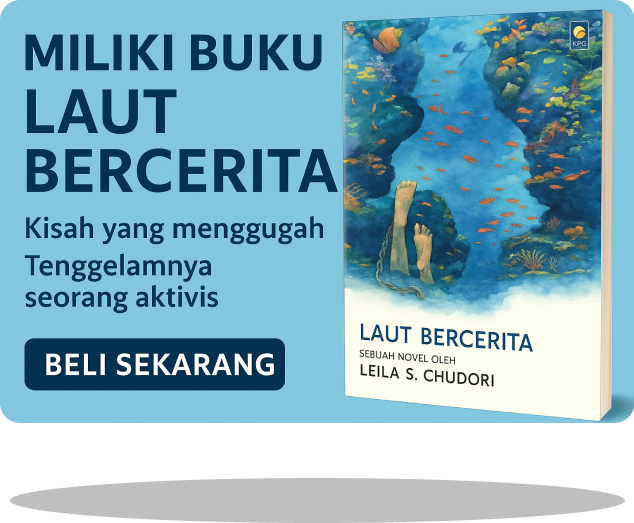 MILIKI BUKU
LAUT
BERCERITA
Kisah yang menggugah
Tenggelamnya
seorang aktivis
BELI SEKARANG
KPG
LAUT BERCERITA
SEBUAH NOVEL OLEH
LEILA S. CHUDORI